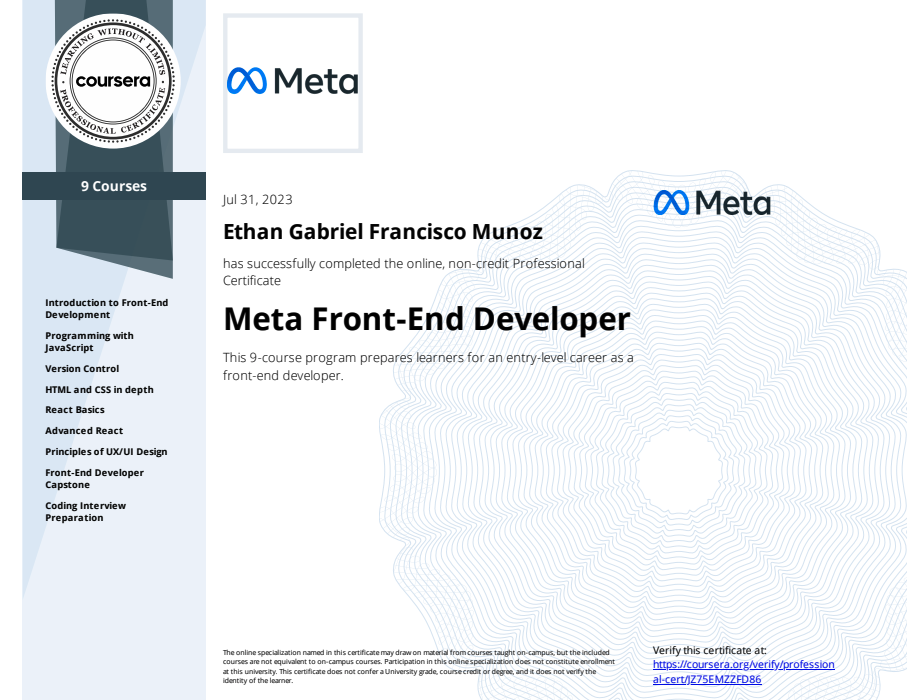 LEARNING WITHOUT LIMITS
coursera
PROFESSIONAL CERTIFICATE
9 Courses
Introduction to Front-End
Development
Programming with
JavaScript
Version Control
HTML and CSS in depth
React Basics
Advanced React
Principles of UX/UI Design
Front-End Developer
Capstone
Coding Interview
Preparation
Meta
Jul 31, 2023
Ethan Gabriel Francisco Munoz
has successfully completed the online, non-credit Professional
Certificate
Meta Front-End Developer
This 9-course program prepares learners for an entry-level career as a
front-end developer.
Meta
The online specialization named in this certificate may draw on material from courses taught on-campus, but the included
courses are not equivalent to on-campus courses. Participation in this online specialization does not constitute enrollment
at this university. This certificate does not confer a University grade, course credit or degree, and it does not verify the
identity of the learner.
Verify this certificate at:
https://coursera.org/verify/profession
al-cert/JZ75EMZZFD86